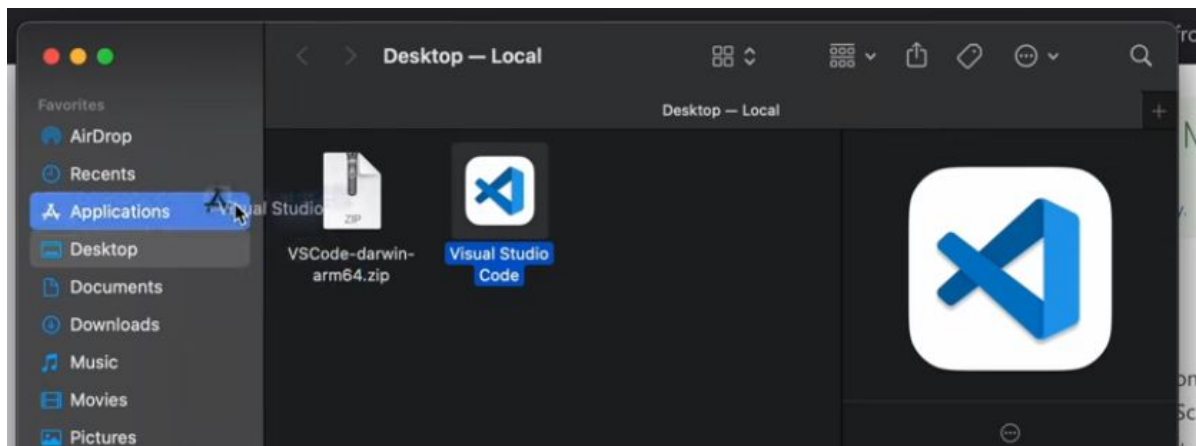 Desktop — Local
Desktop — Local
Favorites
AirDrop
Recents
Applications
Desktop
Documents
Downloads
Music
Movies
Pictures
Studio
ZIP
VSCode-darwin-
arm64.zip
Visual Studio
Code